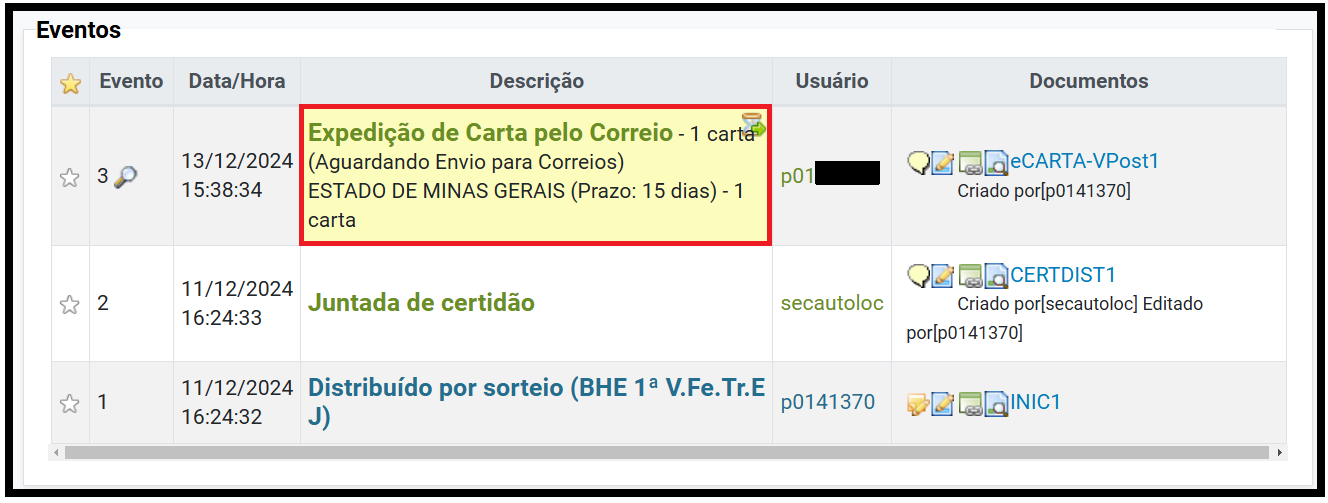 Eventos
Evento Data/Hora Descrição Usuário Documentos
3 13/12/2024 15:38:34
Expedição de Carta pelo Correio - 1 carta
(Aguardando Envio para Correios)
ESTADO DE MINAS GERAIS (Prazo: 15 dias) - 1
carta
p01
eCARTA-VPost1
Criado por[p0141370]
2 11/12/2024 16:24:33
Juntada de certidão
secautoloc
CERTDIST1
Criado por[secautoloc] Editado
por[p0141370]
1 11/12/2024 16:24:32
Distribuído por sorteio (BHE 1ª V.Fe.Tr.E
J)
p0141370
INIC1